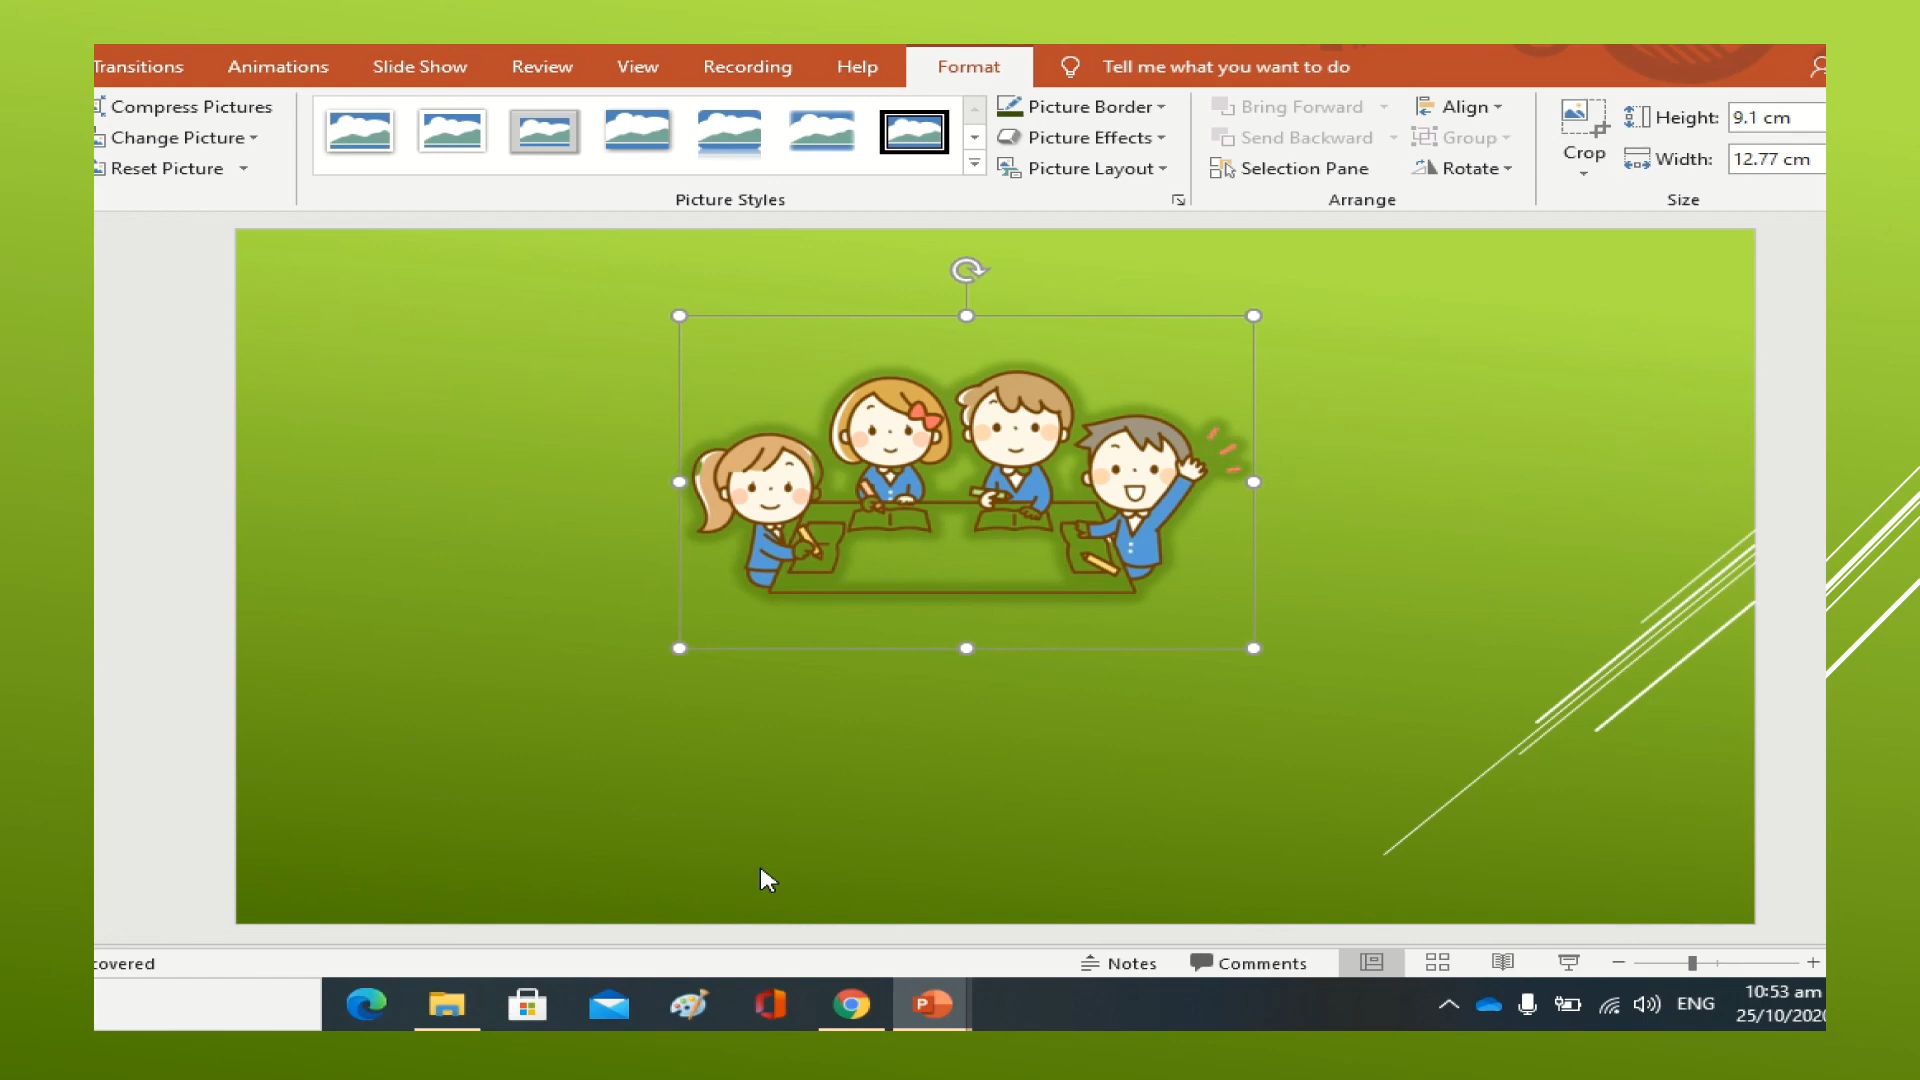 Transitions Animations Slide Show Review View Recording Help Format Tell me what you want to do
Compress Pictures Picture Border Bring Forward Align Height: 9.1 cm
Change Picture Picture Effects Send Backward Group Crop
Reset Picture Picture Layout Selection Pane Rotate Width: 12.77 cm
Picture Styles Arrange Size
covered Notes Comments
P ENG 10:53 am
25/10/2020